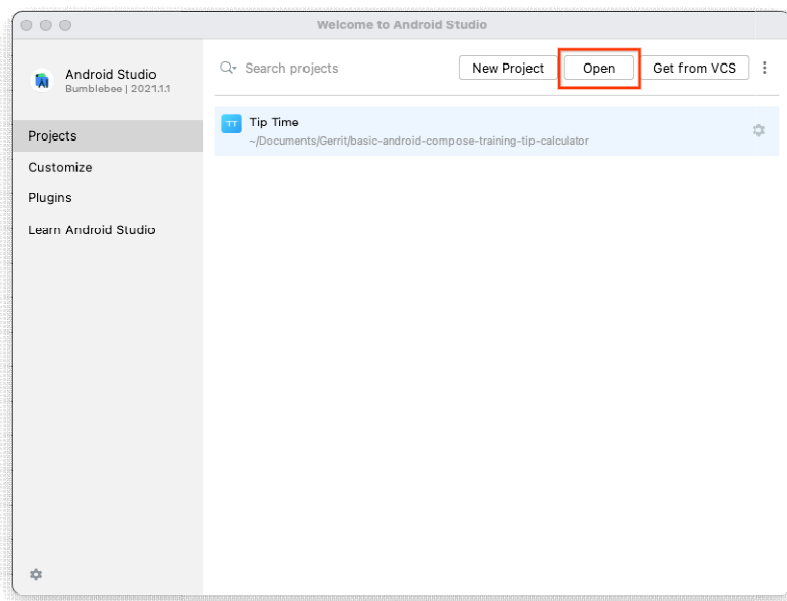 Welcome to Android Studio
Android Studio
Bumblebee | 2021.1.1
Search projects
New Project
Open
Get from VCS
Projects
Customize
Plugins
Learn Android Studio
TT
Tip Time
~/Documents/Gerrit/basic-android-compose-training-tip-calculator